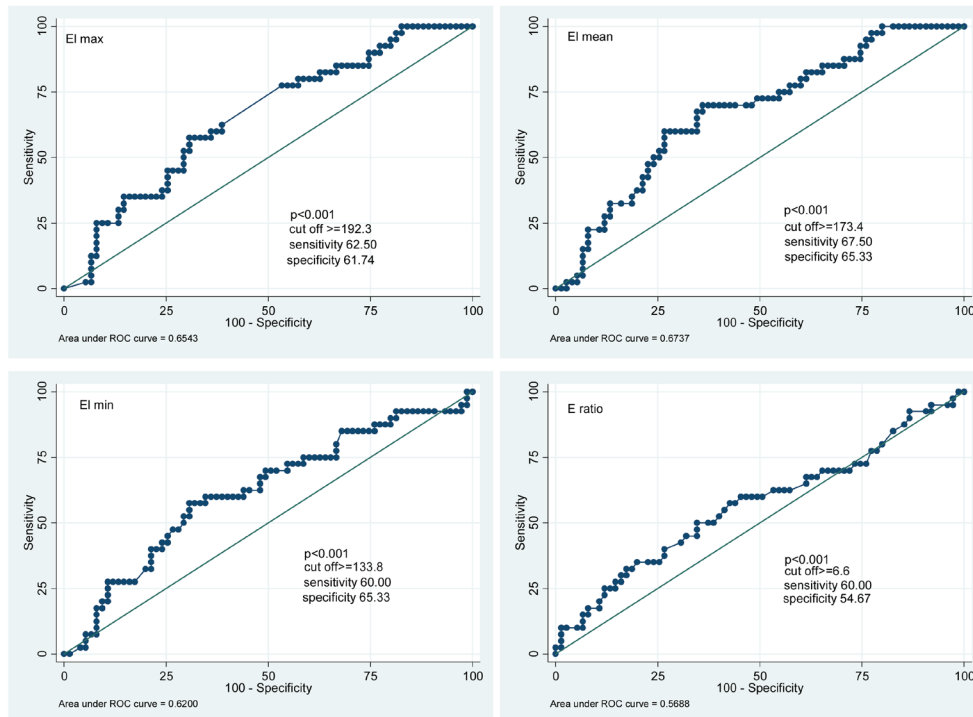 El max
Sensitivity
0 25 50 75 100
p<0.001
cut off >=192.3
sensitivity 62.50
specificity 61.74
0 25 50 75 100
100 - Specificity
Area under ROC curve = 0.6543
El mean
Sensitivity
0 25 50 75 100
p<0.001
cut off>=173.4
sensitivity 67.50
specificity 65.33
0 25 50 75 100
100 - Specificity
Area under ROC curve = 0.6737
El min
Sensitivity
0 25 50 75 100
p<0.001
cut off>=133.8
sensitivity 60.00
specificity 65.33
0 25 50 75 100
100 - Specificity
Area under ROC curve = 0.6200
E ratio
Sensitivity
0 25 50 75 100
p<0.001
cut off>=6.6
sensitivity 60.00
specificity 54.67
0 25 50 75 100
100 - Specificity
Area under ROC curve = 0.5688